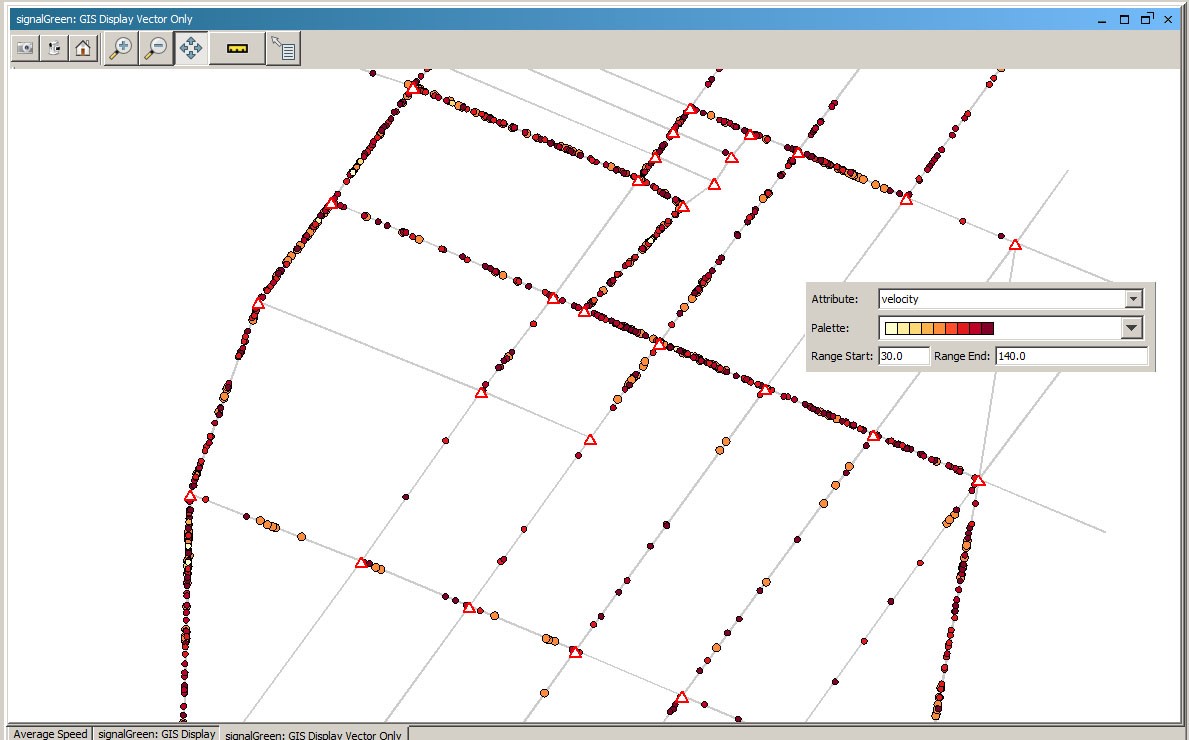 signalGreen: GIS Display Vector Only
Attribute: velocity
Palette:
Range Start: 30.0 Range End: 140.0
Average Speed signalGreen: GIS Display signalGreen: GIS Display Vector Only